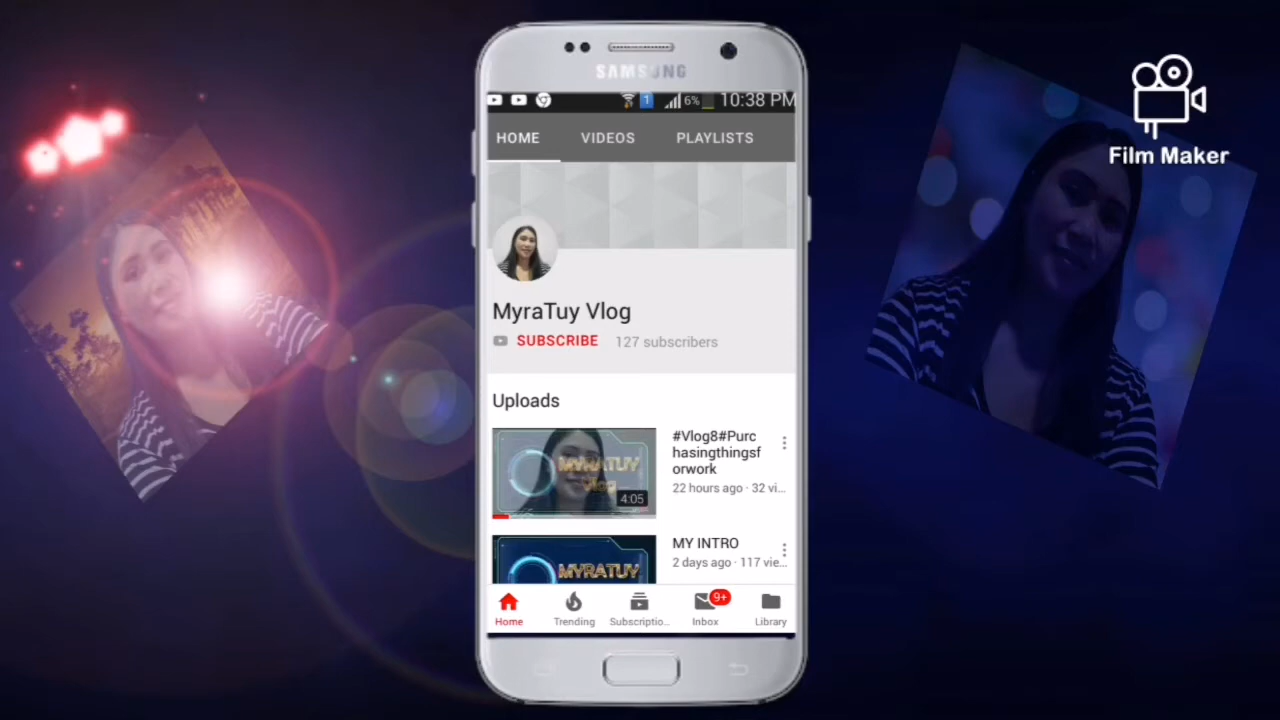 SAMSUNG
1 6% 10:38 PM
HOME VIDEOS PLAYLISTS
Film Maker
MyraTuy Vlog
SUBSCRIBE 127 subscribers
Uploads
#Vlog8#Purc
hasingthingsf
orwork
22 hours ago · 32 vi...
MYRATUY
Vlog
4:05
MY INTRO
2 days ago · 117 vie...
MYRATUY
9+
Home Trending Subscriptio... Inbox Library